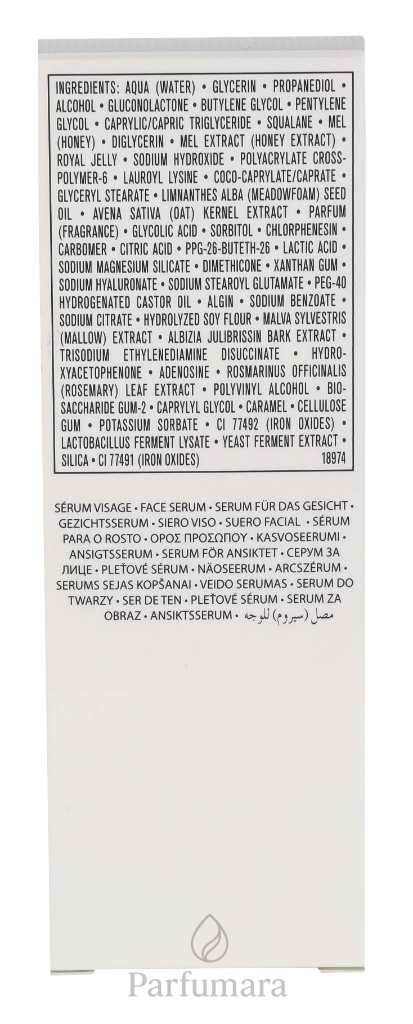 INGREDIENTS: AQUA (WATER) • GLYCERIN • PROPANEDIOL •
ALCOHOL • GLUCONOLACTONE • BUTYLENE GLYCOL • PENTYLENE
GLYCOL • CAPRYLIC/CAPRIC TRIGLYCERIDE • SQUALANE • MEL
(HONEY) • DIGLYCERIN • MEL EXTRACT (HONEY EXTRACT) •
ROYAL JELLY • SODIUM HYDROXIDE • POLYACRYLATE CROSS-
POLYMER-6 • LAUROYL LYSINE • COCO-CAPRYLATE/CAPRATE •
GLYCERYL STEARATE • LIMNANTHES ALBA (MEADOWFOAM) SEED
OIL • AVENA SATIVA (OAT) KERNEL EXTRACT • PARFUM
(FRAGRANCE) • GLYCOLIC ACID • SORBITOL • CHLORPHENESIN •
CARBOMER • CITRIC ACID • PPG-26-BUTETH-26 • LACTIC ACID •
SODIUM MAGNESIUM SILICATE • DIMETHICONE • XANTHAN GUM •
SODIUM HYALURONATE • SODIUM STEAROYL GLUTAMATE • PEG-40
HYDROGENATED CASTOR OIL • ALGIN • SODIUM BENZOATE •
SODIUM CITRATE • HYDROLYZED SOY FLOUR • MALVA SYLVESTRIS
(MALLOW) EXTRACT • ALBIZIA JULIBRISSIN BARK EXTRACT •
TRISODIUM ETHYLENEDIAMINE DISUCCINATE • HYDRO-
XYACETOPHENONE • ADENOSINE • ROSMARINUS OFFICINALIS
(ROSEMARY) LEAF EXTRACT • POLYVINYL ALCOHOL • BIO-
SACCHARIDE GUM-2 • CAPRYLYL GLYCOL • CARAMEL • CELLULOSE
GUM • POTASSIUM SORBATE • CI 77492 (IRON OXIDES) •
LACTOBACILLUS FERMENT LYSATE • YEAST FERMENT EXTRACT •
SILICA • CI 77491 (IRON OXIDES) 18974
SÉRUM VISAGE • FACE SERUM • SERUM FÜR DAS GESICHT •
GEZICHTSSERUM • SIERO VISO • SUERO FACIAL • SÉRUM
PARA O ROSTO • ΟΡΟΣ ΠΡΟΣΩΠΟΥ • KASVOSEERUMI •
ANSIGTSSERUM • SERUM FÖR ANSIKTET • СЕРУМ ЗА
ЛИЦЕ • PLEŤOVÉ SÉRUM • NÄOSEERUM • ARCSZÉRUM •
SERUMS SEJAS KOPŠANAI • VEIDO SERUMAS • SERUM DO
TWARZY • SER DE TEN • PLEŤOVÉ SÉRUM • SERUM ZA
OBRAZ • ANSIKTSSERUM • مصل (سيروم) للوجه
Parfumara